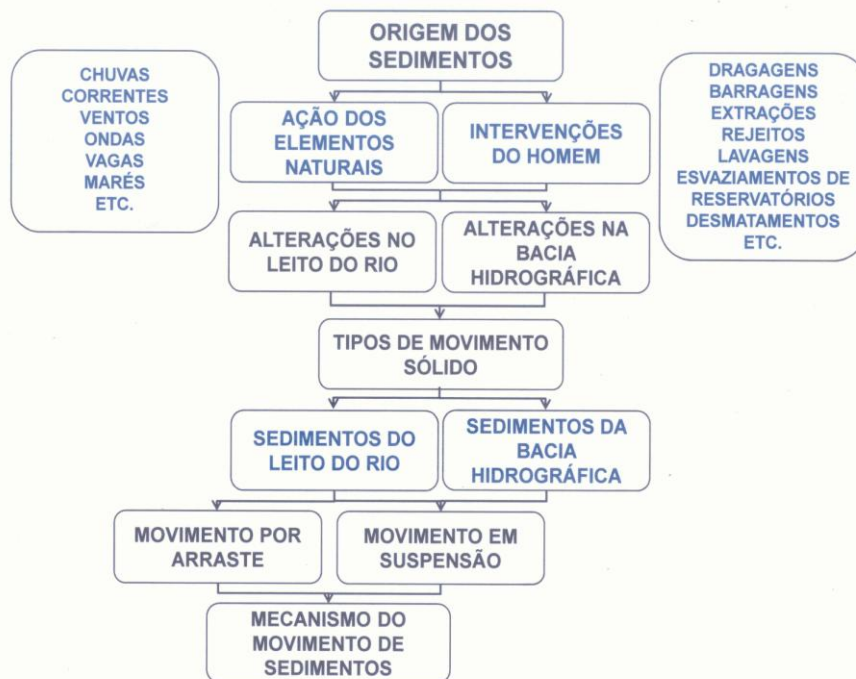 ORIGEM DOS
SEDIMENTOS
CHUVAS
CORRENTES
VENTOS
ONDAS
VAGAS
MARÉS
ETC.
AÇÃO DOS
ELEMENTOS
NATURAIS
INTERVENÇÕES
DO HOMEM
DRAGAGENS
BARRAGENS
EXTRAÇÕES
REJEITOS
LAVAGENS
ESVAZIAMENTOS DE
RESERVATÓRIOS
DESMATAMENTOS
ETC.
ALTERAÇÕES NO
LEITO DO RIO
ALTERAÇÕES NA
BACIA
HIDROGRÁFICA
TIPOS DE MOVIMENTO
SÓLIDO
SEDIMENTOS DO
LEITO DO RIO
SEDIMENTOS DA
BACIA
HIDROGRÁFICA
MOVIMENTO POR
ARRASTE
MOVIMENTO EM
SUSPENSÃO
MECANISMO DO
MOVIMENTO DE
SEDIMENTOS